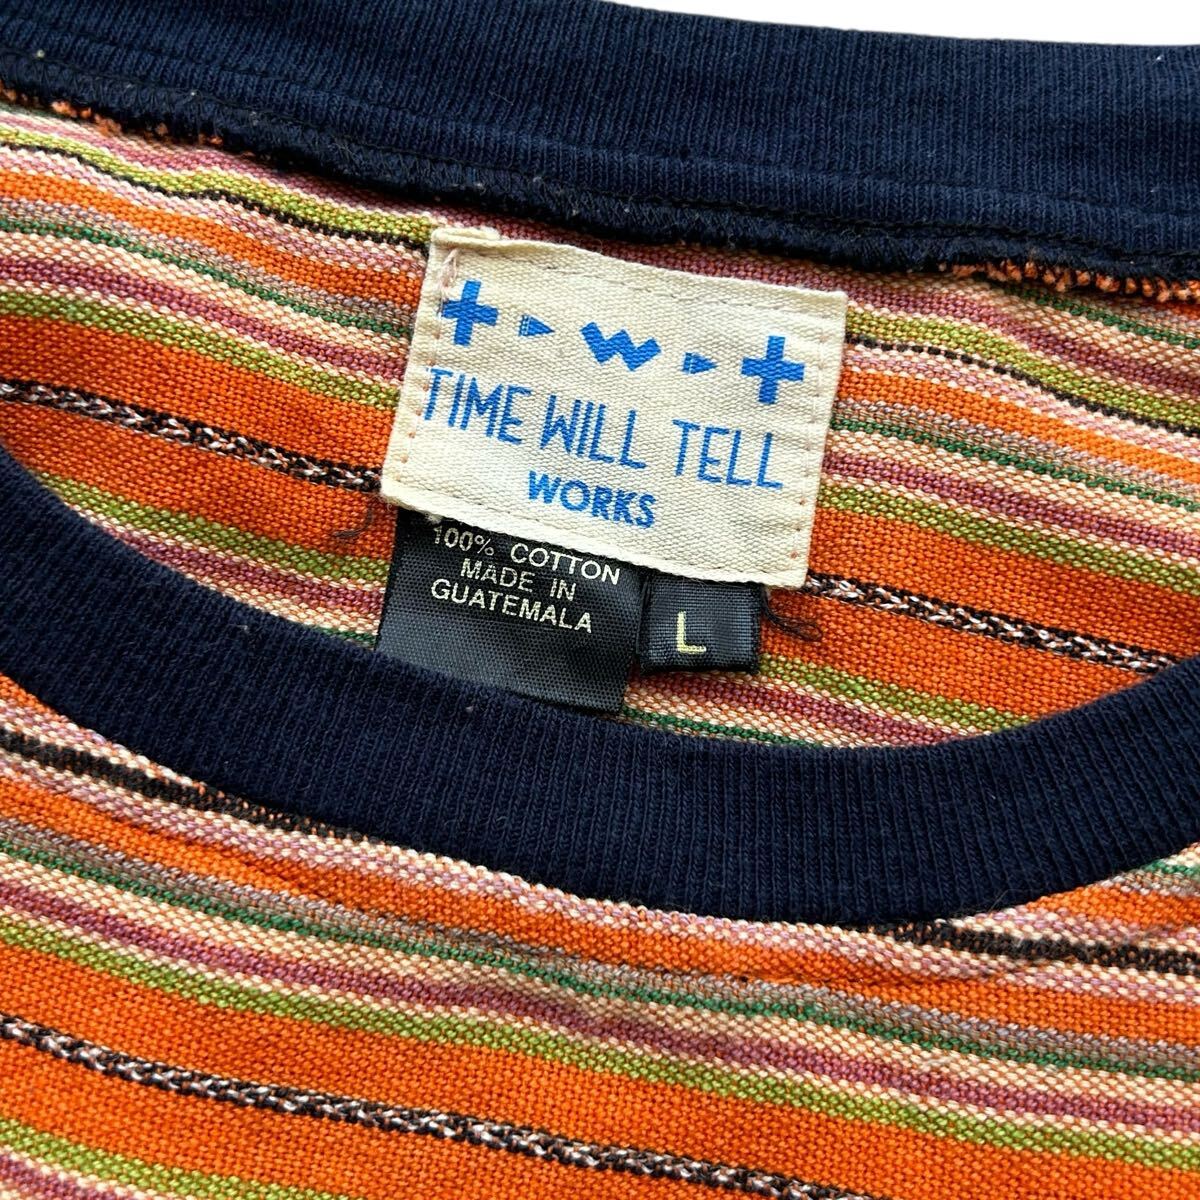 TIME WILL TELL
WORKS
100% COTTON
MADE IN
GUATEMALA
L